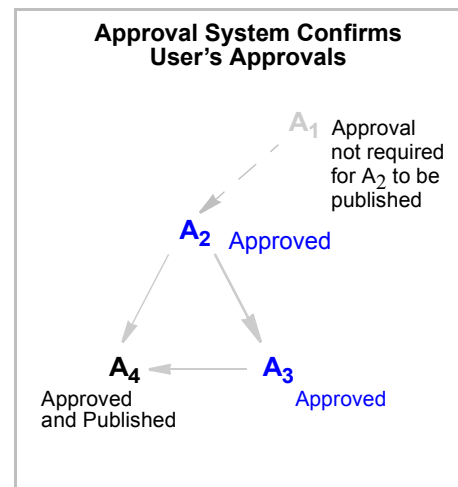 Approval System Confirms
User's Approvals
A1 Approval
not required
for A2 to be
published
A2 Approved
A4
Approved
and Published
A3
Approved